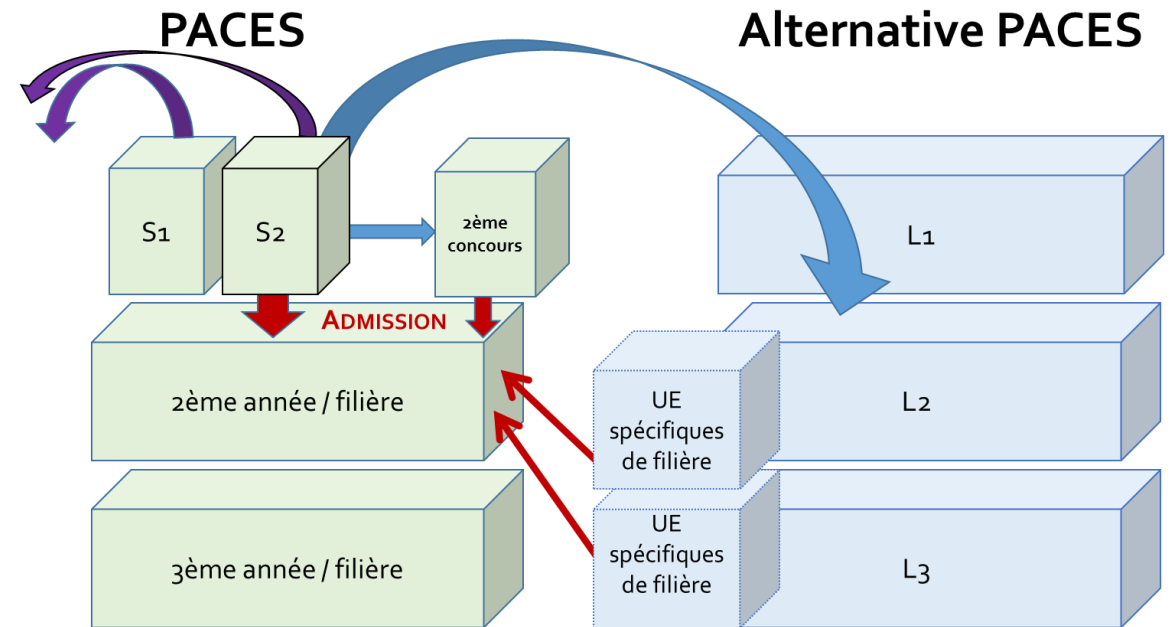 PACES
Alternative PACES
S1
S2
2ème
concours
L1
ADMISSION
2ème année / filière
UE
spécifiques
de filière
L2
3ème année / filière
UE
spécifiques
de filière
L3